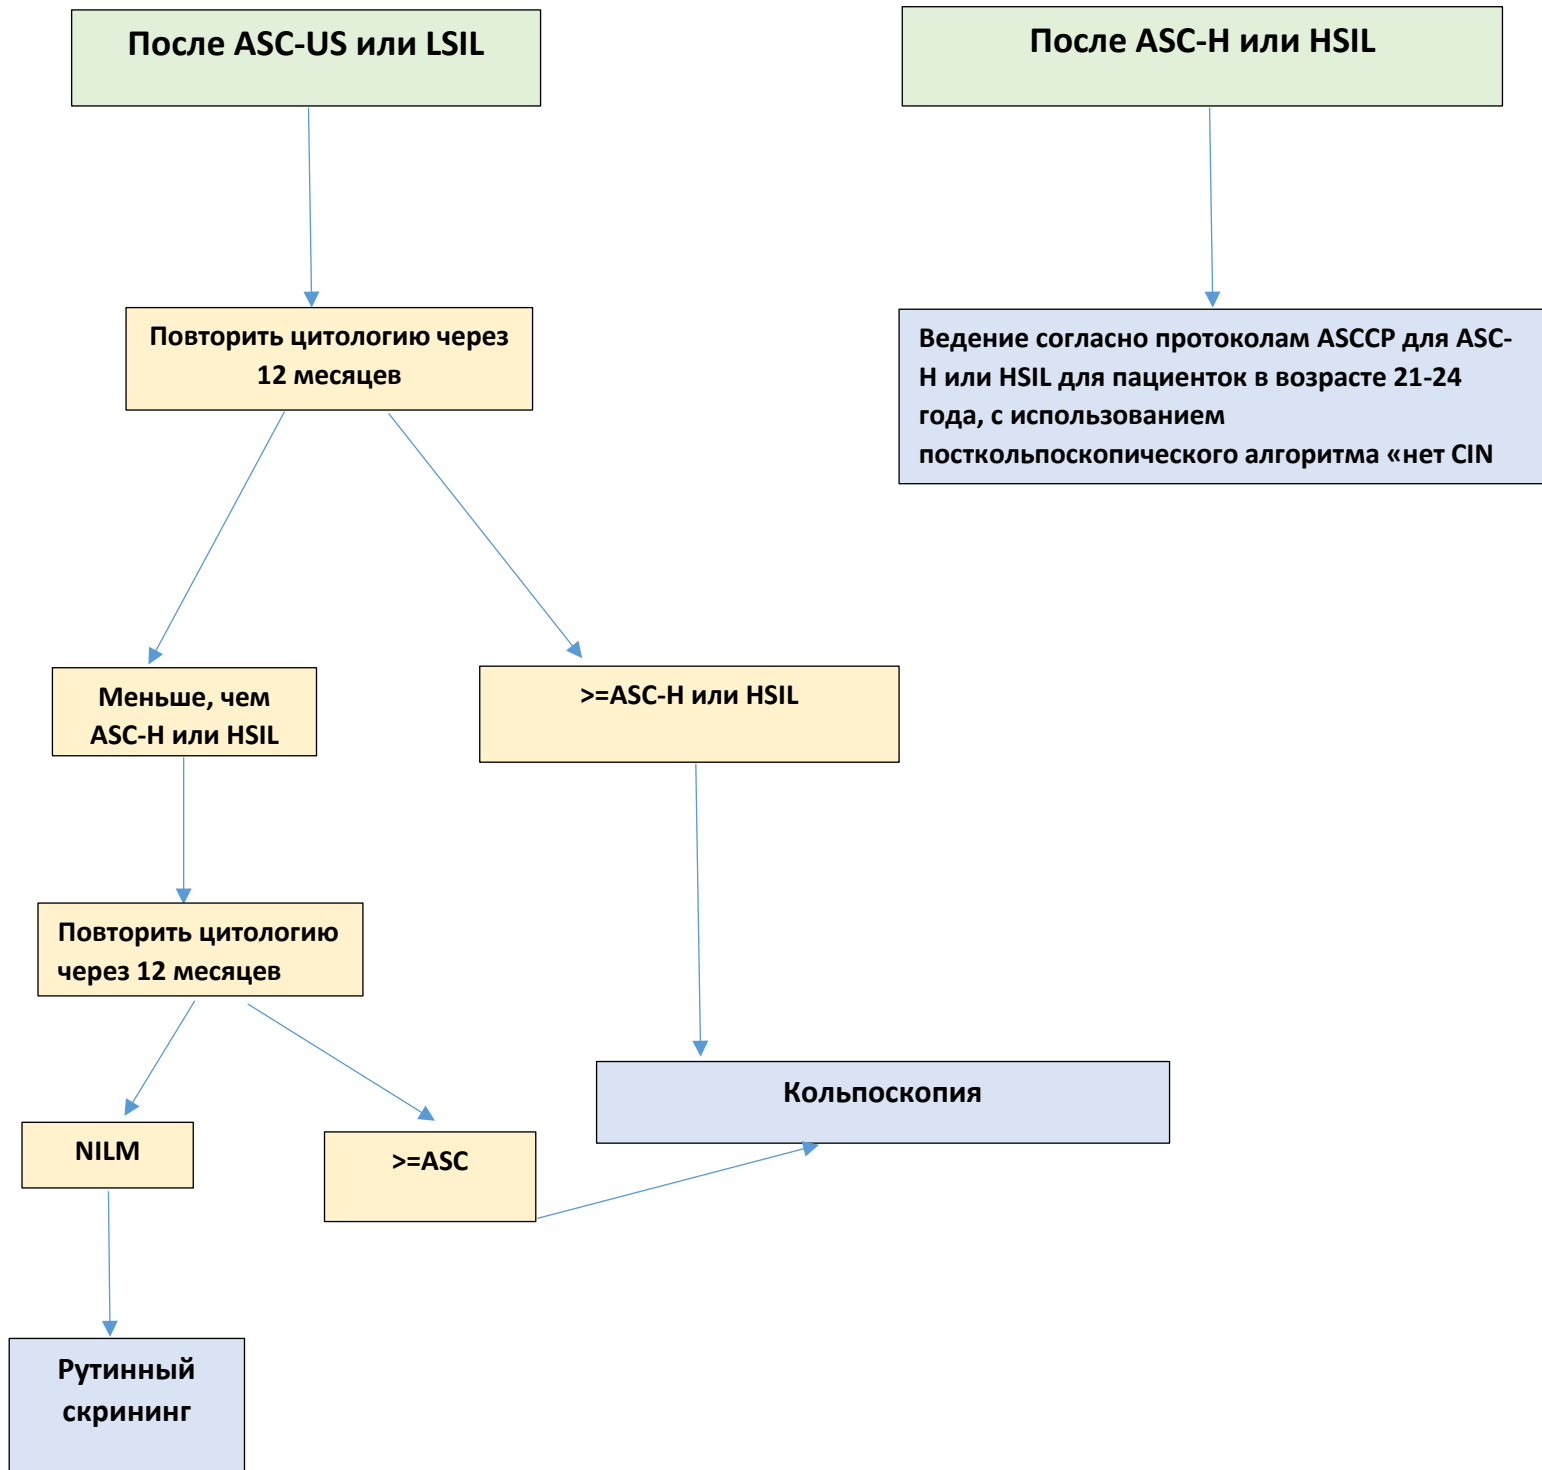 После ASC-US или LSIL
После ASC-H или HSIL
Повторить цитологию через
12 месяцев
Ведение согласно протоколам ASCCP для ASC-
H или HSIL для пациенток в возрасте 21-24
года, с использованием
посткольпоскопического алгоритма «нет CIN
Меньше, чем
ASC-H или HSIL
>=ASC-H или HSIL
Повторить цитологию
через 12 месяцев
Кольпоскопия
NILM
>=ASC
Рутинный
скрининг